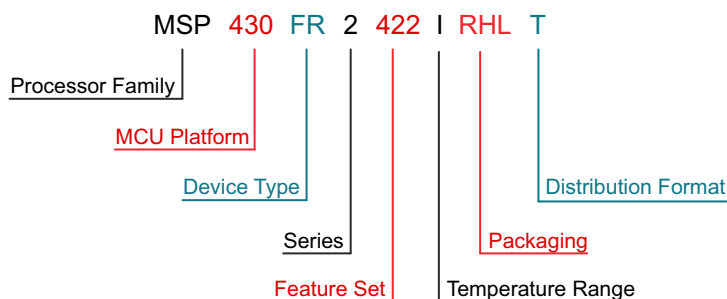 MSP 430 FR 2 422 I RHL T
Processor Family
MCU Platform
Device Type
Distribution Format
Series
Packaging
Feature Set
Temperature Range